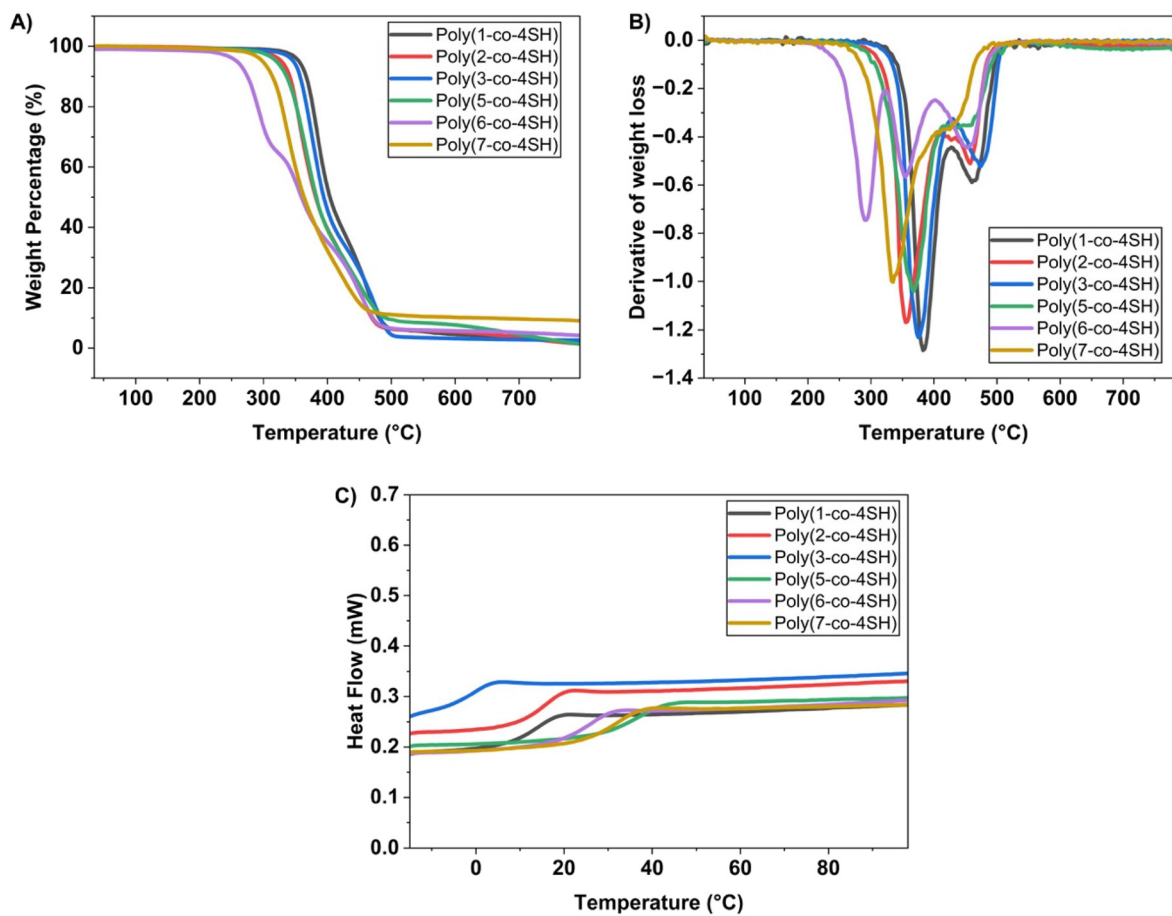 A)
Poly(1-co-4SH)
Poly(2-co-4SH)
Poly(3-co-4SH)
Poly(5-co-4SH)
Poly(6-co-4SH)
Poly(7-co-4SH)
Weight Percentage (%)
100
80
60
40
20
0
100 200 300 400 500 600 700
Temperature (°C)
B)
Poly(1-co-4SH)
Poly(2-co-4SH)
Poly(3-co-4SH)
Poly(5-co-4SH)
Poly(6-co-4SH)
Poly(7-co-4SH)
Derivative of weight loss
0.0
−0.2
−0.4
−0.6
−0.8
−1.0
−1.2
−1.4
100 200 300 400 500 600 700
Temperature (°C)
C)
Poly(1-co-4SH)
Poly(2-co-4SH)
Poly(3-co-4SH)
Poly(5-co-4SH)
Poly(6-co-4SH)
Poly(7-co-4SH)
Heat Flow (mW)
0.7
0.6
0.5
0.4
0.3
0.2
0.1
0.0
0 20 40 60 80
Temperature (°C)